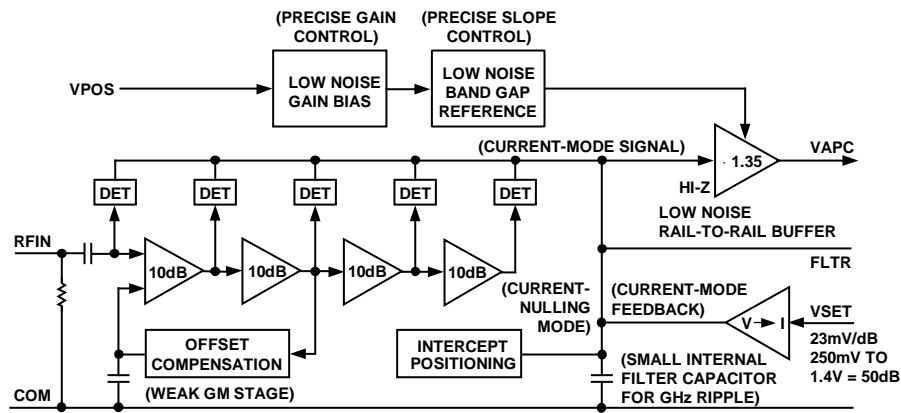 (PRECISE GAIN
CONTROL)
(PRECISE SLOPE
CONTROL)
VPOS
LOW NOISE
GAIN BIAS
LOW NOISE
BAND GAP
REFERENCE
(CURRENT-MODE SIGNAL)
· 1.35
VAPC
HI-Z
DET
DET
DET
DET
DET
LOW NOISE
RAIL-TO-RAIL BUFFER
RFIN
10dB
10dB
10dB
10dB
FLTR
(CURRENT-
NULLING
MODE)
(CURRENT-MODE
FEEDBACK)
V
I
VSET
23mV/dB
250mV TO
1.4V = 50dB
OFFSET
COMPENSATION
INTERCEPT
POSITIONING
(WEAK GM STAGE)
(SMALL INTERNAL
FILTER CAPACITOR
FOR GHz RIPPLE)
COM